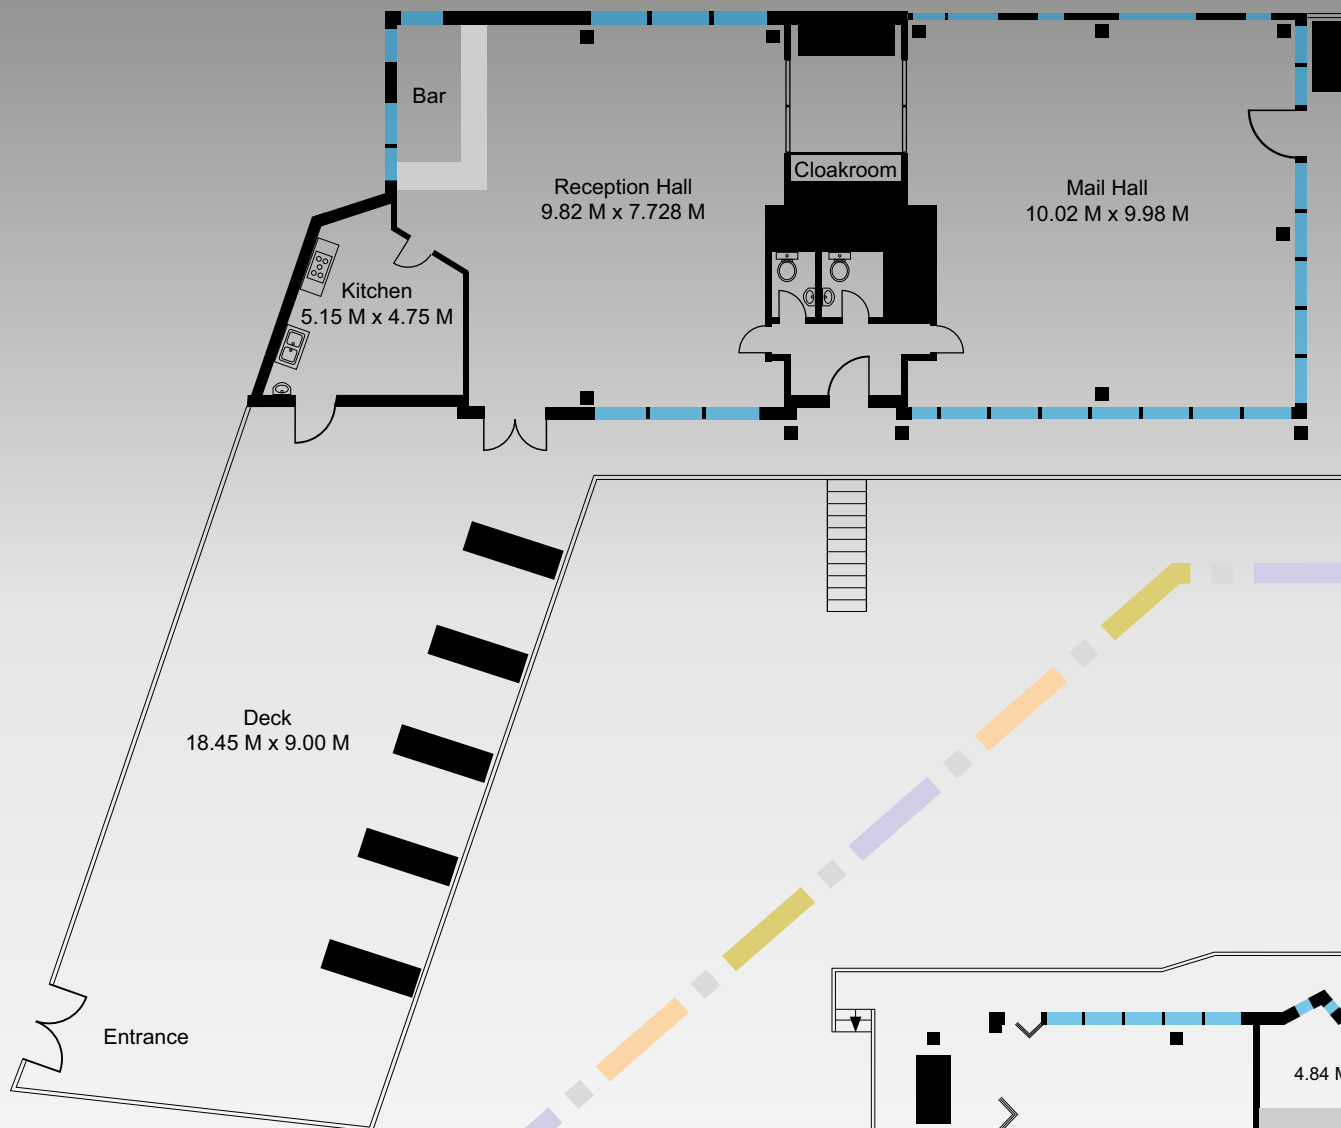 Bar
Cloakroom
Reception Hall
9.82 M x 7.728 M
Mail Hall
10.02 M x 9.98 M
Kitchen
5.15 M x 4.75 M
Deck
18.45 M x 9.00 M
Entrance
4.84 M